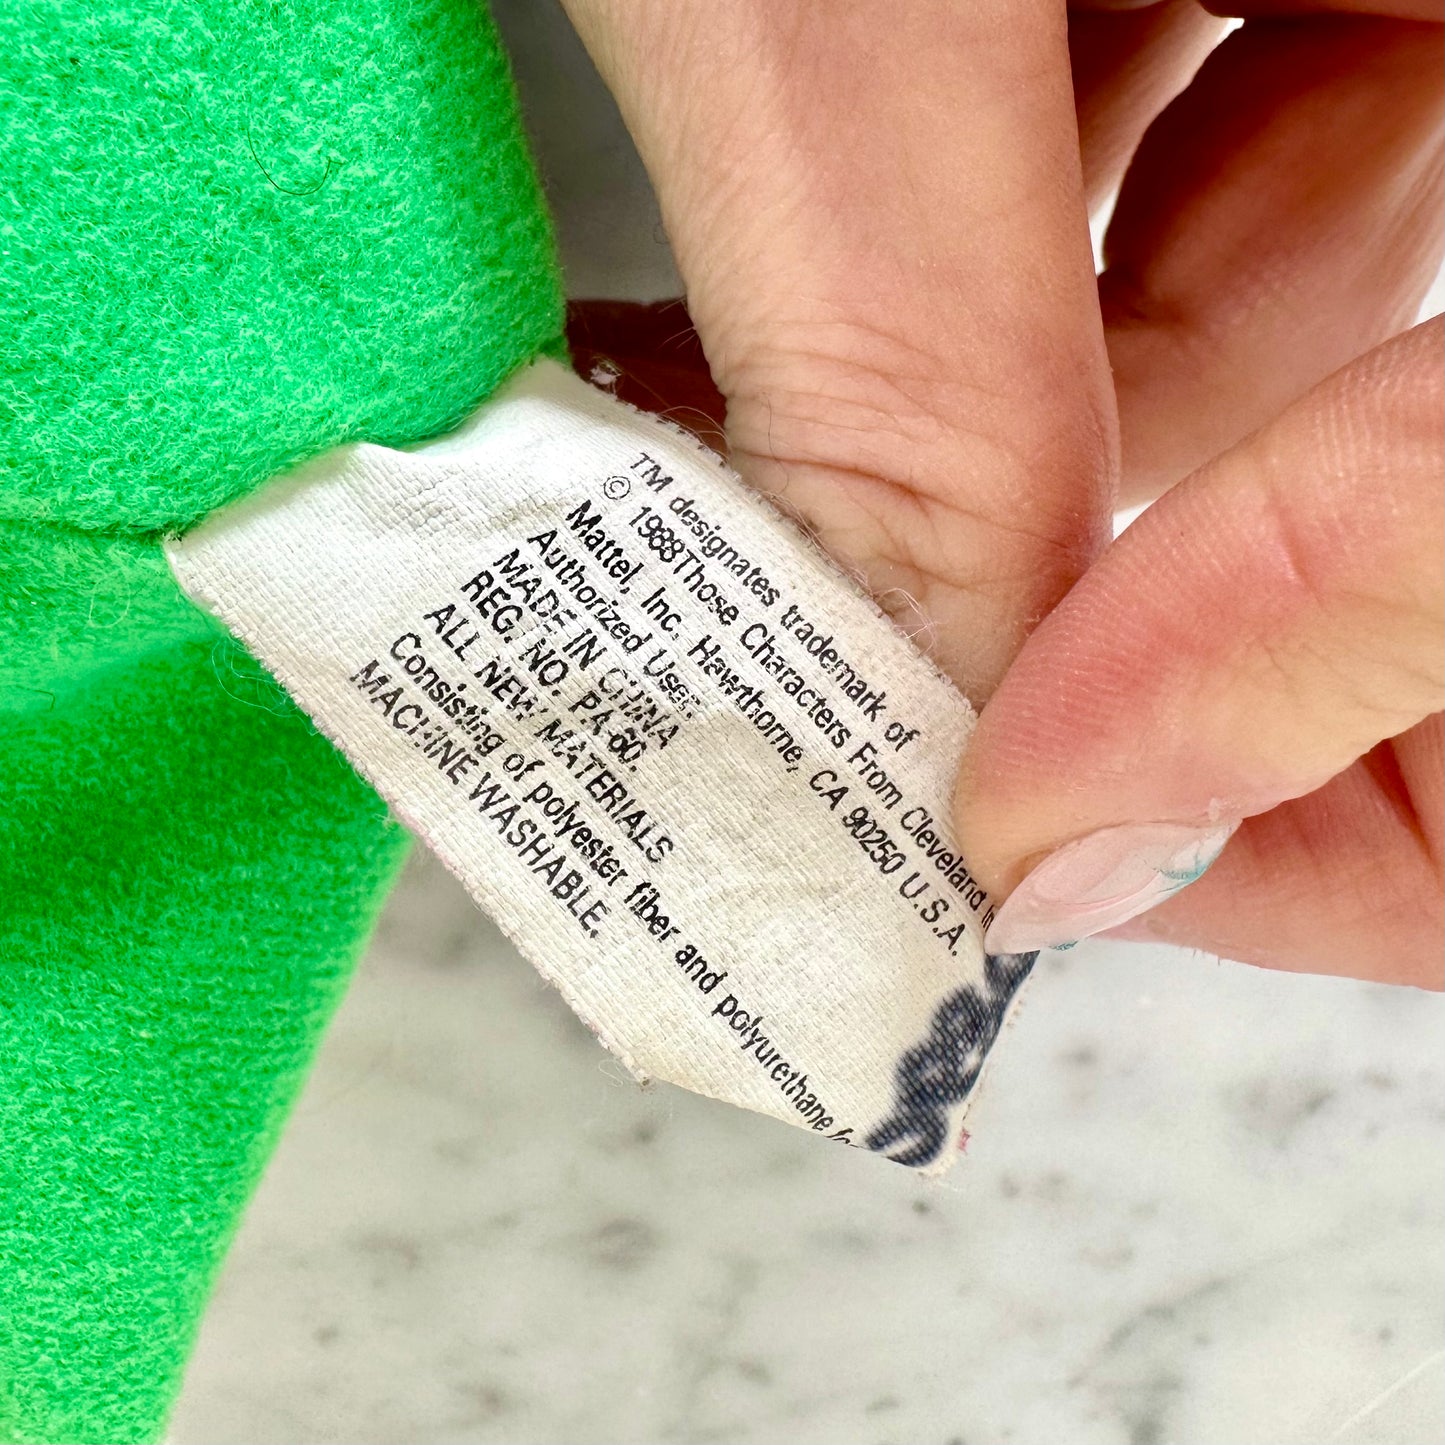 TM designates trademark of
© 1988 Those Characters From Cleveland
Mattel, Inc. Hawthorne, CA 90250 U.S.A.
Authorized User.
MADE IN CHINA
REG. NO. PA-60.
ALL NEW MATERIALS
Consisting of polyester fiber and polyurethane
MACHINE WASHABLE.